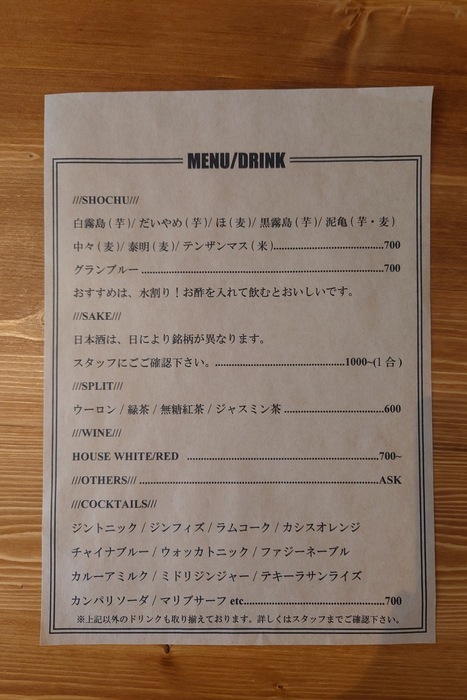 MENU/DRINK
///SHOCHU///
白霧島(芋)/ だいやめ(芋)/ ほ(麦)/ 黒霧島(芋)/ 泥亀(芋・麦)
中々(麦)/ 泰明(麦)/ テンザンマス(米)..............................700
グランブルー..................................................................700
おすすめは、水割り！お酢を入れて飲むとおいしいです。
///SAKE///
日本酒は、日により銘柄が異なります。
スタッフにごご確認下さい。...................................1000~(1合)
///SPLIT///
ウーロン / 緑茶 / 無糖紅茶 / ジャスミン茶...........................600
///WINE///
HOUSE WHITE/RED ....................................................700~
///OTHERS///..................................................................ASK
///COCKTAILS///
ジントニック / ジンフィズ / ラムコーク / カシスオレンジ
チャイナブルー / ウォッカトニック / ファジーネーブル
カルーアミルク / ミドリジンジャー / テキーラサンライズ
カンパリソーダ / マリブサーフ etc......................................700
※上記以外のドリンクも取り揃えております。詳しくはスタッフまでご確認下さい。